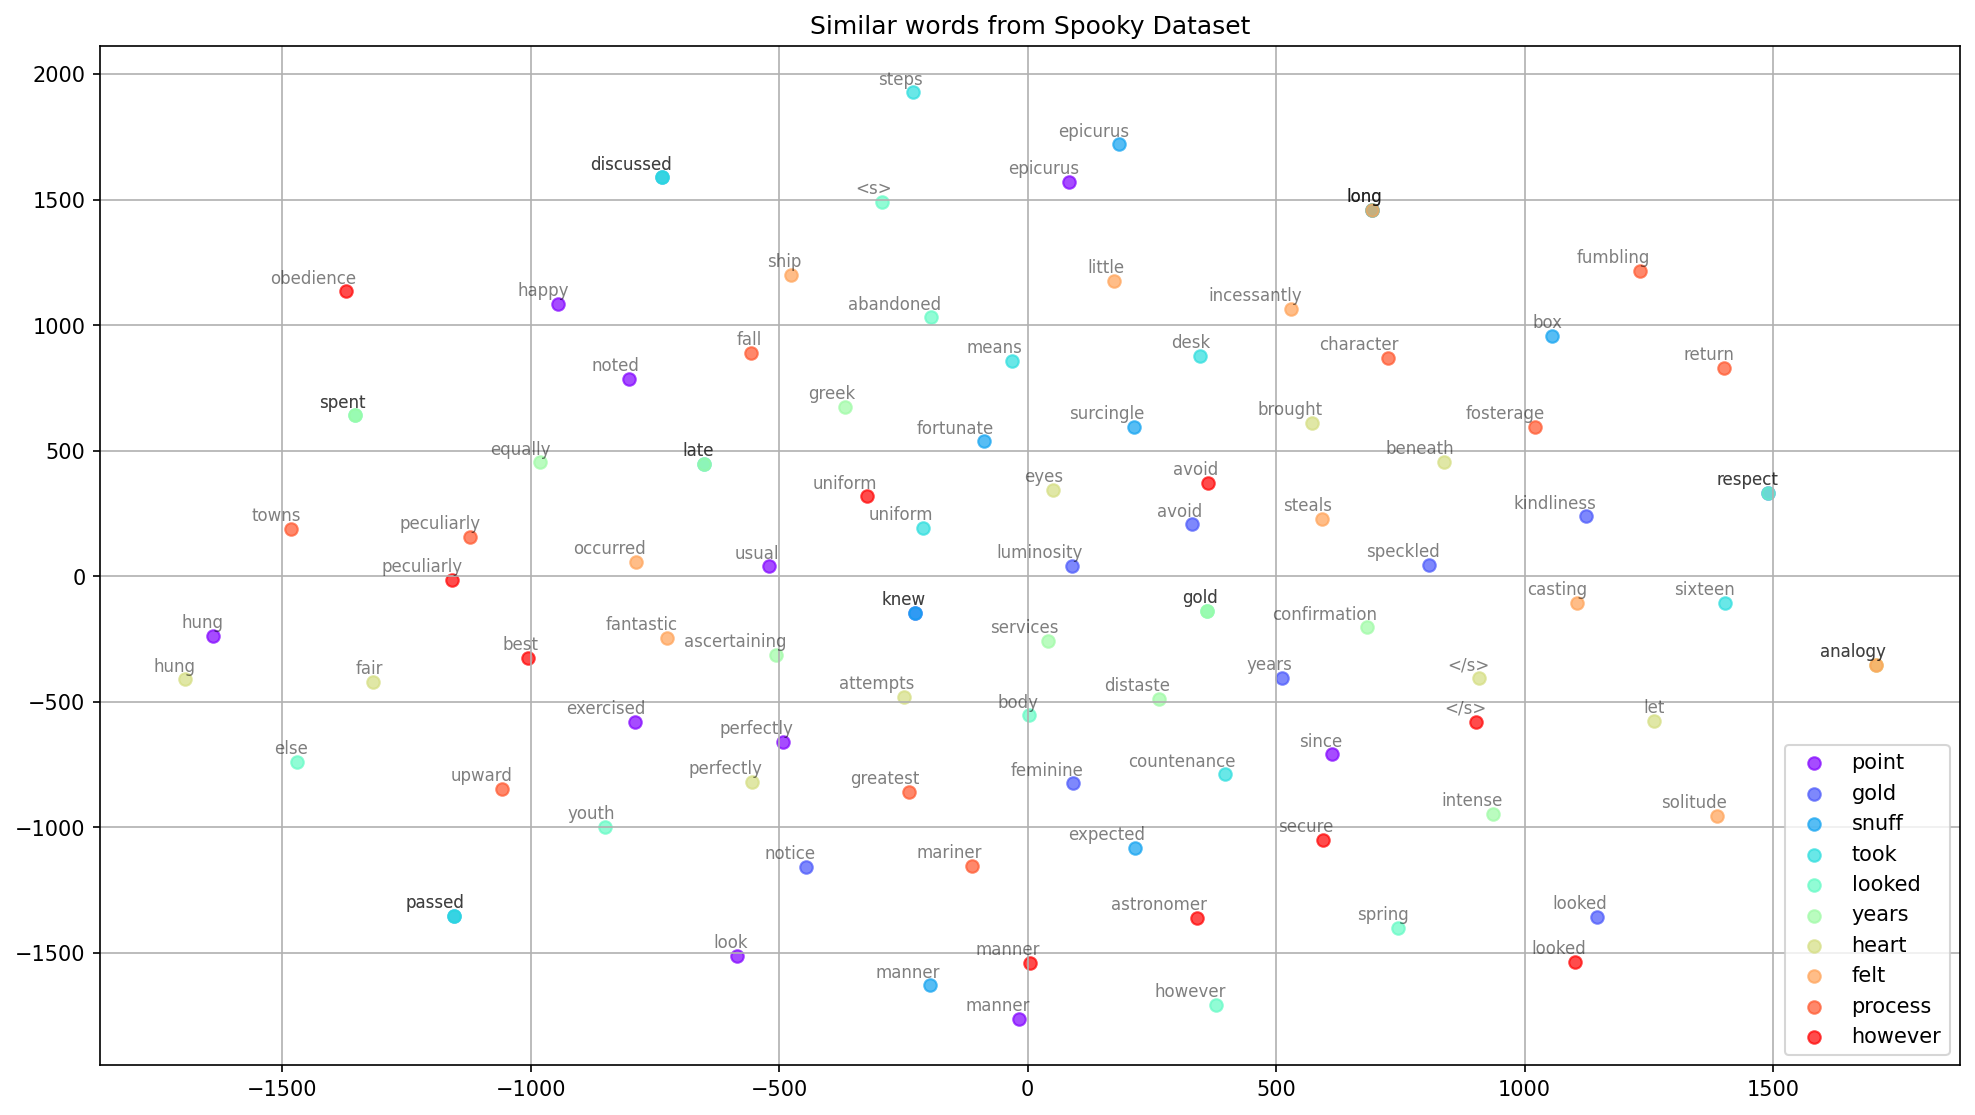 Similar words from Spooky Dataset
2000
steps
epicurus
discussed
epicurus
<s>
long
1500
ship
little
fumbling
obedience
happy
incessantly
abandoned
1000
box
fall
means
desk
character
return
noted
greek
spent
brought
surcingle
fosterage
fortunate
500
equally
late
beneath
uniform
eyes
avoid
respect
steals
kindliness
towns
peculiarly
uniform
avoid
occurred
usual
luminosity
speckled
0
peculiarly
knew
gold
casting
sixteen
hung
fantastic
ascertaining
services
confirmation
best
analogy
hung
fair
years
</s>
attempts
distaste
−500
exercised
body
</s>
let
perfectly
since
else
upward
perfectly
greatest
feminine
countenance
youth
intense
solitude
−1000
expected
secure
notice
mariner
passed
astronomer
spring
looked
−1500
look
manner
looked
manner
manner
however
point
gold
snuff
took
looked
years
heart
felt
process
however
−1500
−1000
−500
0
500
1000
1500